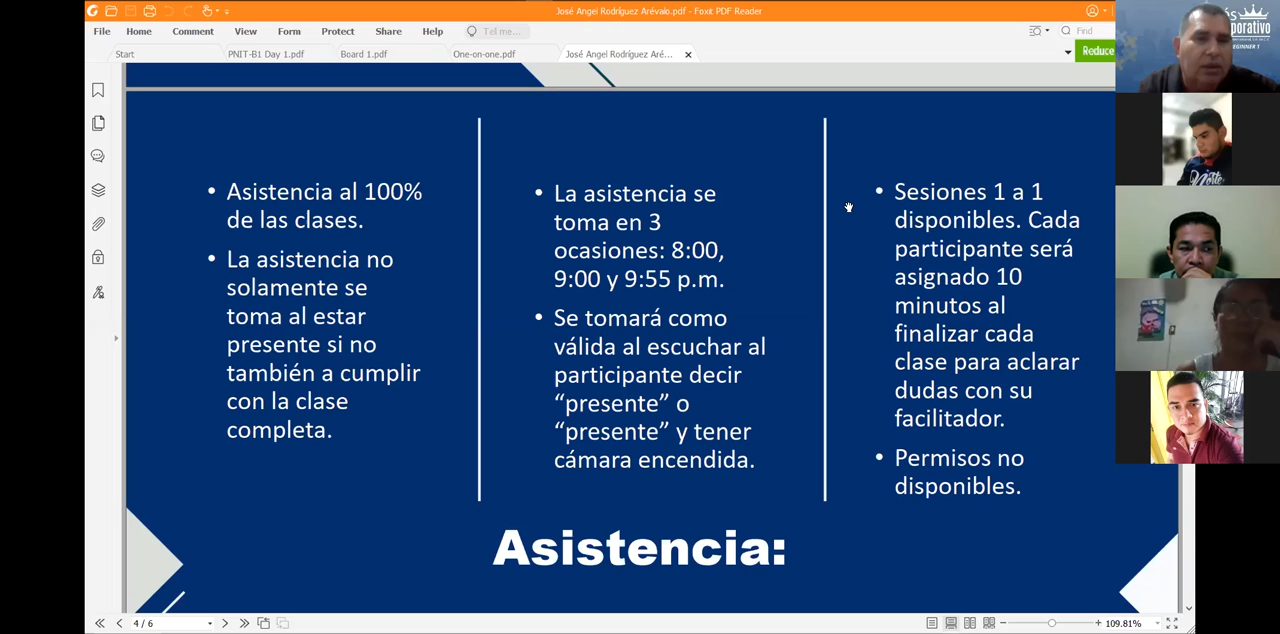 José Angel Rodríguez Arévalo.pdf - Foxit PDF Reader
File Home Comment View Form Protect Share Help Tell me... Find
Start PNIT-B1 Day 1.pdf Board 1.pdf One-on-one.pdf José Angel Rodríguez Aré...
Reduce
• Asistencia al 100%
de las clases.
• La asistencia no
solamente se
toma al estar
presente si no
también a cumplir
con la clase
completa.
• La asistencia se
toma en 3
ocasiones: 8:00,
9:00 y 9:55 p.m.
• Se tomará como
válida al escuchar al
participante decir
“presente” o
“presente” y tener
cámara encendida.
• Sesiones 1 a 1
disponibles. Cada
participante será
asignado 10
minutos al
finalizar cada
clase para aclarar
dudas con su
facilitador.
• Permisos no
disponibles.
Asistencia:
4 / 6
109.81%